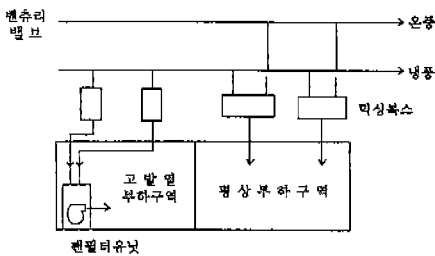 벤츄리
밸 브
온풍
냉풍
믹싱복스
고 발 열
부하구역
평 상 부 하 구 역
팬필터유닛